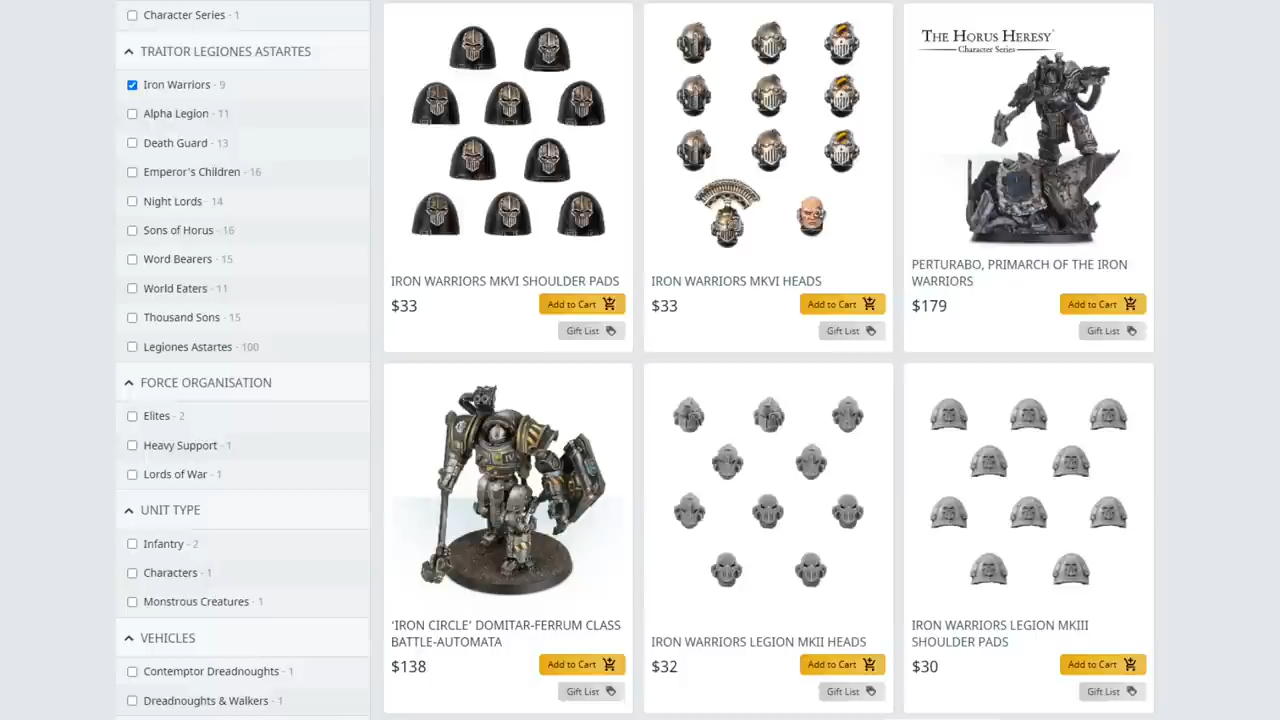 Character Series - 1
TRAITOR LEGIONES ASTARTES
Iron Warriors - 9
Alpha Legion - 11
Death Guard - 13
Emperor's Children - 16
Night Lords - 14
Sons of Horus - 16
Word Bearers - 15
World Eaters - 11
Thousand Sons - 15
Legiones Astartes - 100
FORCE ORGANISATION
Elites - 2
Heavy Support - 1
Lords of War - 1
UNIT TYPE
Infantry - 2
Characters - 1
Monstrous Creatures - 1
VEHICLES
Contemptor Dreadnoughts - 1
Dreadnoughts & Walkers - 1
IRON WARRIORS MKVI SHOULDER PADS
$33
Add to Cart
Gift List
IRON WARRIORS MKVI HEADS
$33
Add to Cart
Gift List
THE HORUS HERESY
Character Series
PERTURABO, PRIMARCH OF THE IRON
WARRIORS
$179
Add to Cart
Gift List
'IRON CIRCLE' DOMITAR-FERRUM CLASS
BATTLE-AUTOMATA
$138
Add to Cart
Gift List
IRON WARRIORS LEGION MKII HEADS
$32
Add to Cart
Gift List
IRON WARRIORS LEGION MKIII
SHOULDER PADS
$30
Add to Cart
Gift List